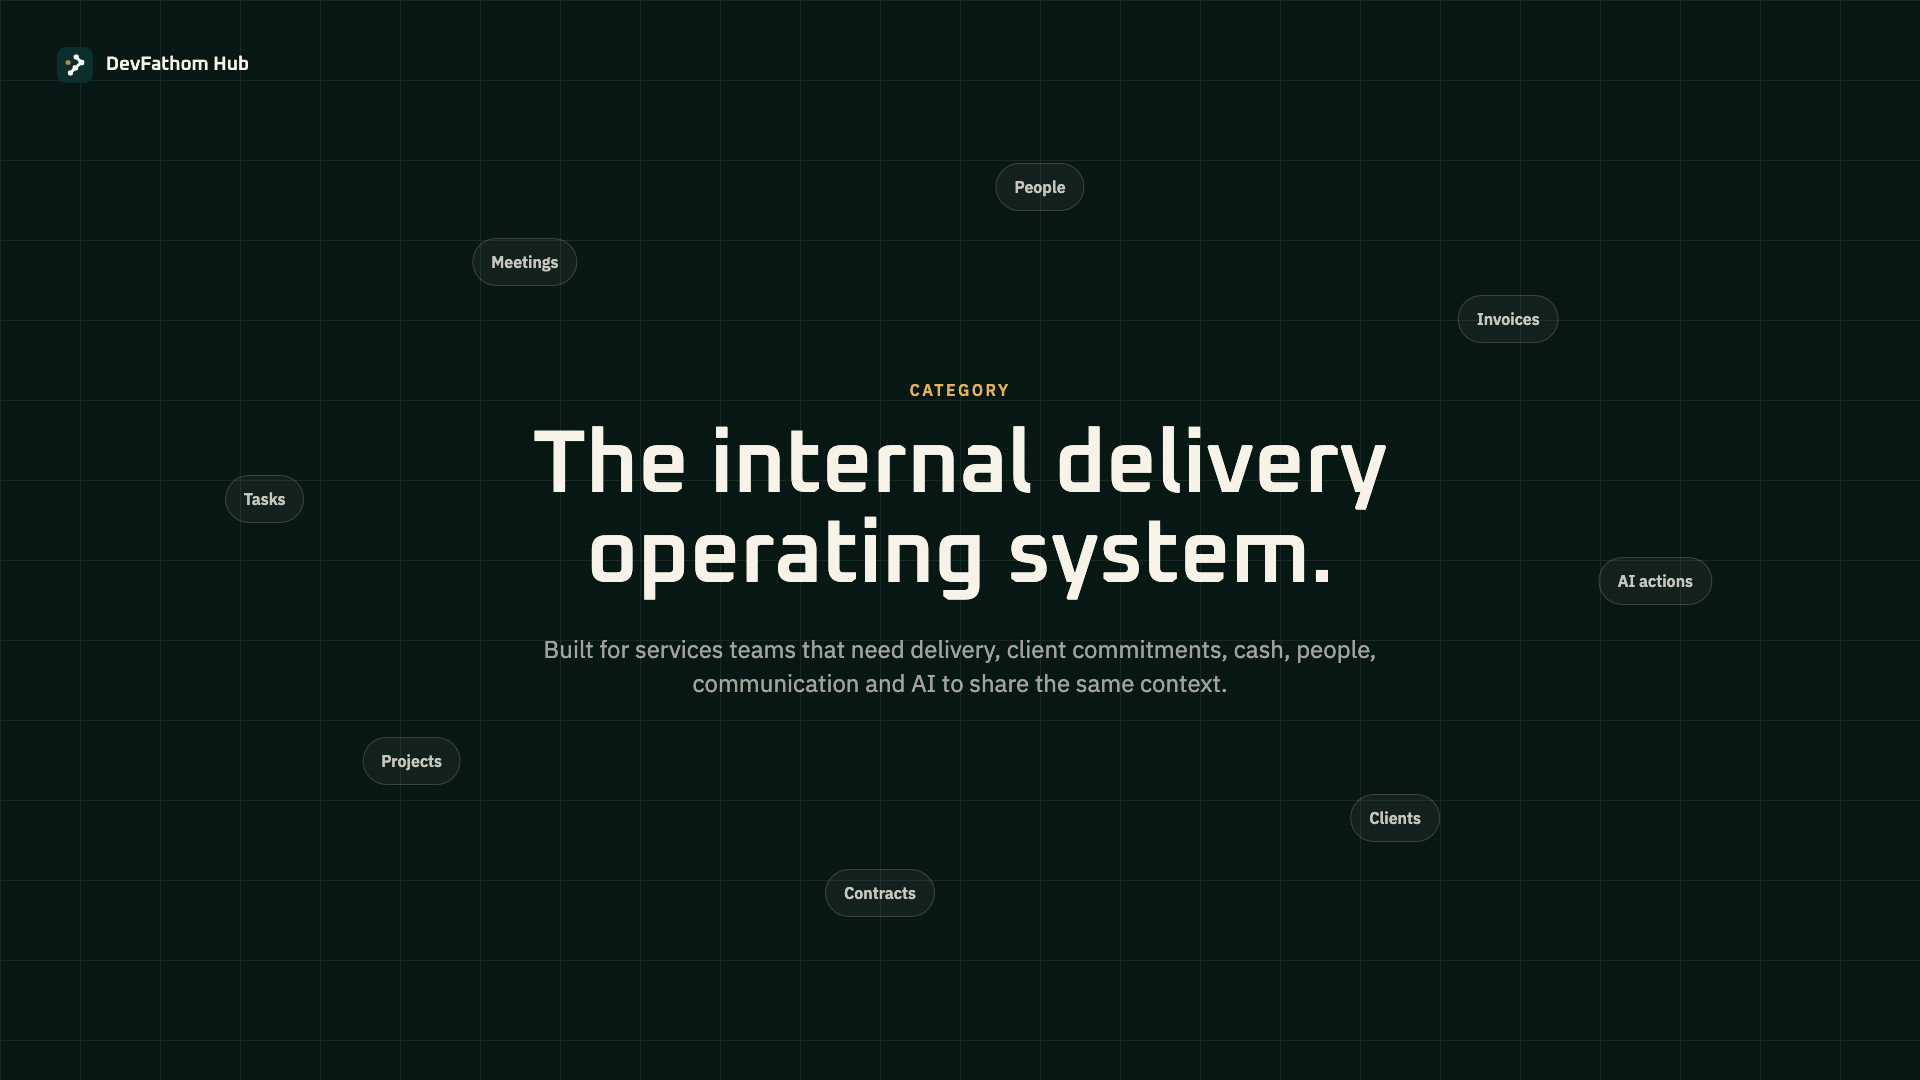 DevFathom Hub
People
Meetings
Invoices
CATEGORY
The internal delivery
operating system.
Tasks
AI actions
Built for services teams that need delivery, client commitments, cash, people,
communication and AI to share the same context.
Projects
Clients
Contracts